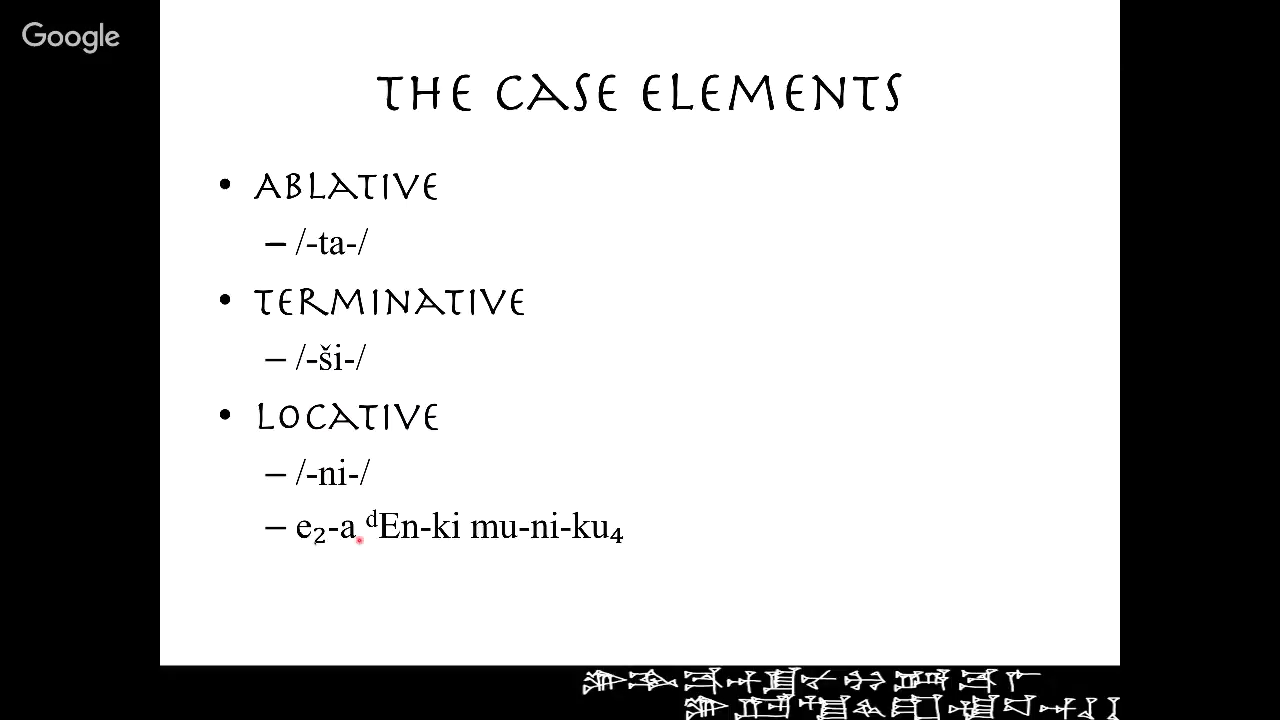 Google
THE CASE ELEMENTS
• ABLATIVE
– /-ta-/
• TERMINATIVE
– /-ši-/
• LOCATIVE
– /-ni-/
– e₂-a ᵈEn-ki mu-ni-ku₄